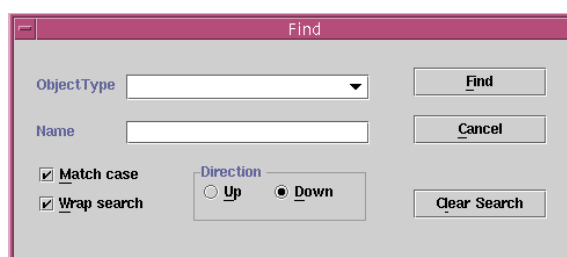 Find
ObjectType
Find
Name
Cancel
Match case
Direction
Up
Down
Wrap search
Clear Search